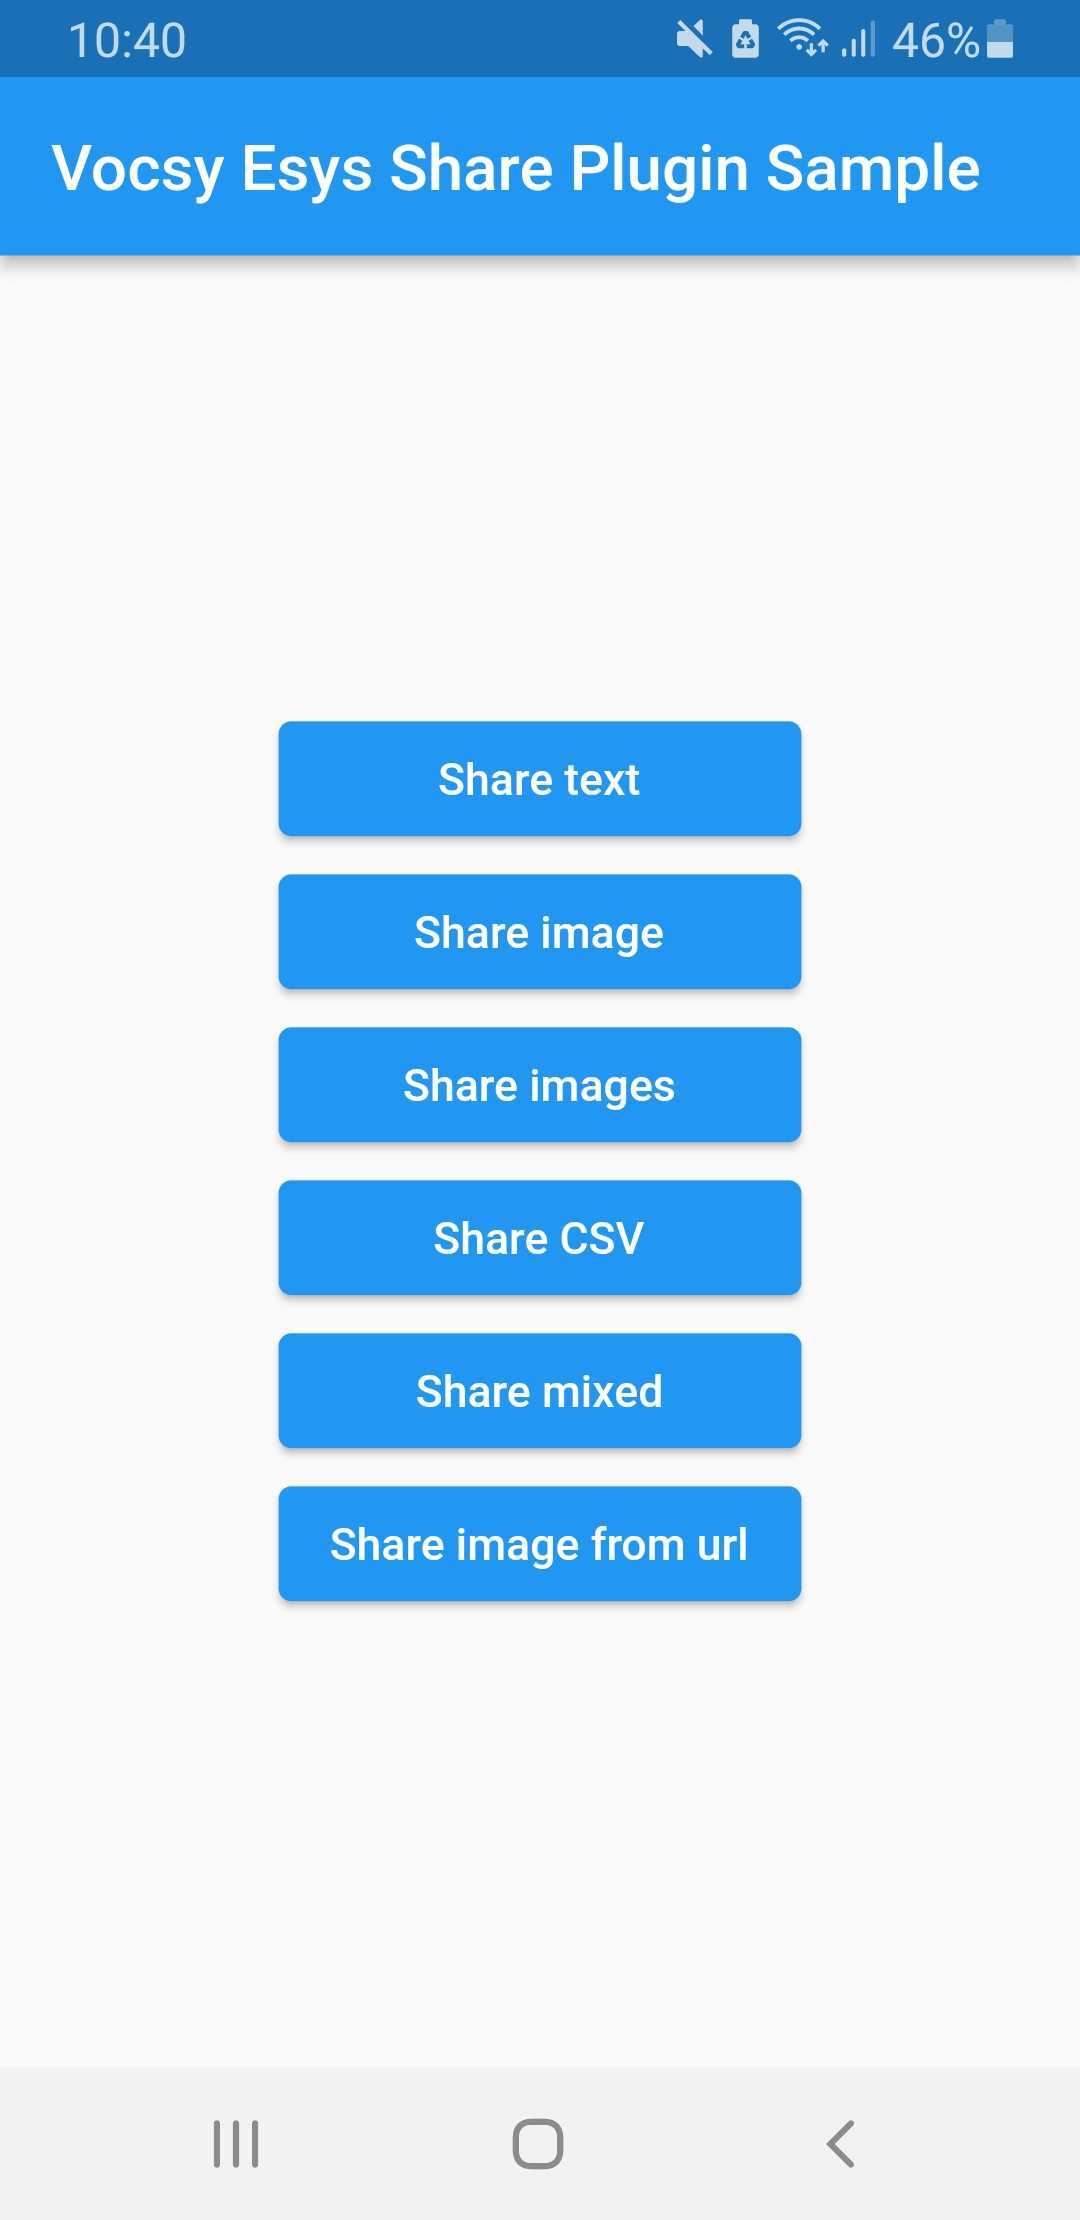 10:40 46%
Vocsy Esys Share Plugin Sample
Share text
Share image
Share images
Share CSV
Share mixed
Share image from url